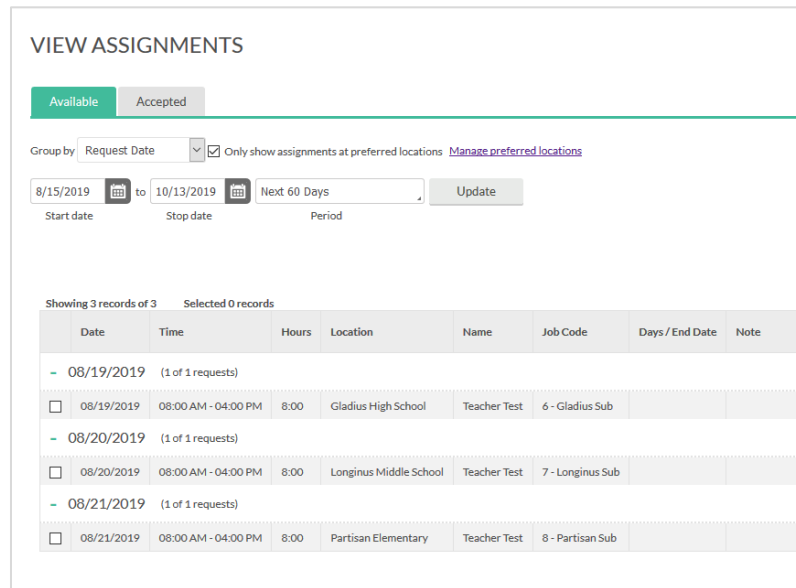 VIEW ASSIGNMENTS
Available Accepted
Group by Request Date Only show assignments at preferred locations Manage preferred locations
8/15/2019 to 10/13/2019 Next 60 Days Update
Start date Stop date Period
Showing 3 records of 3 Selected 0 records
Date Time Hours Location Name Job Code Days / End Date Note
- 08/19/2019 (1 of 1 requests)
08/19/2019 08:00 AM - 04:00 PM 8:00 Gladius High School Teacher Test 6 - Gladius Sub
- 08/20/2019 (1 of 1 requests)
08/20/2019 08:00 AM - 04:00 PM 8:00 Longinus Middle School Teacher Test 7 - Longinus Sub
- 08/21/2019 (1 of 1 requests)
08/21/2019 08:00 AM - 04:00 PM 8:00 Partisan Elementary Teacher Test 8 - Partisan Sub